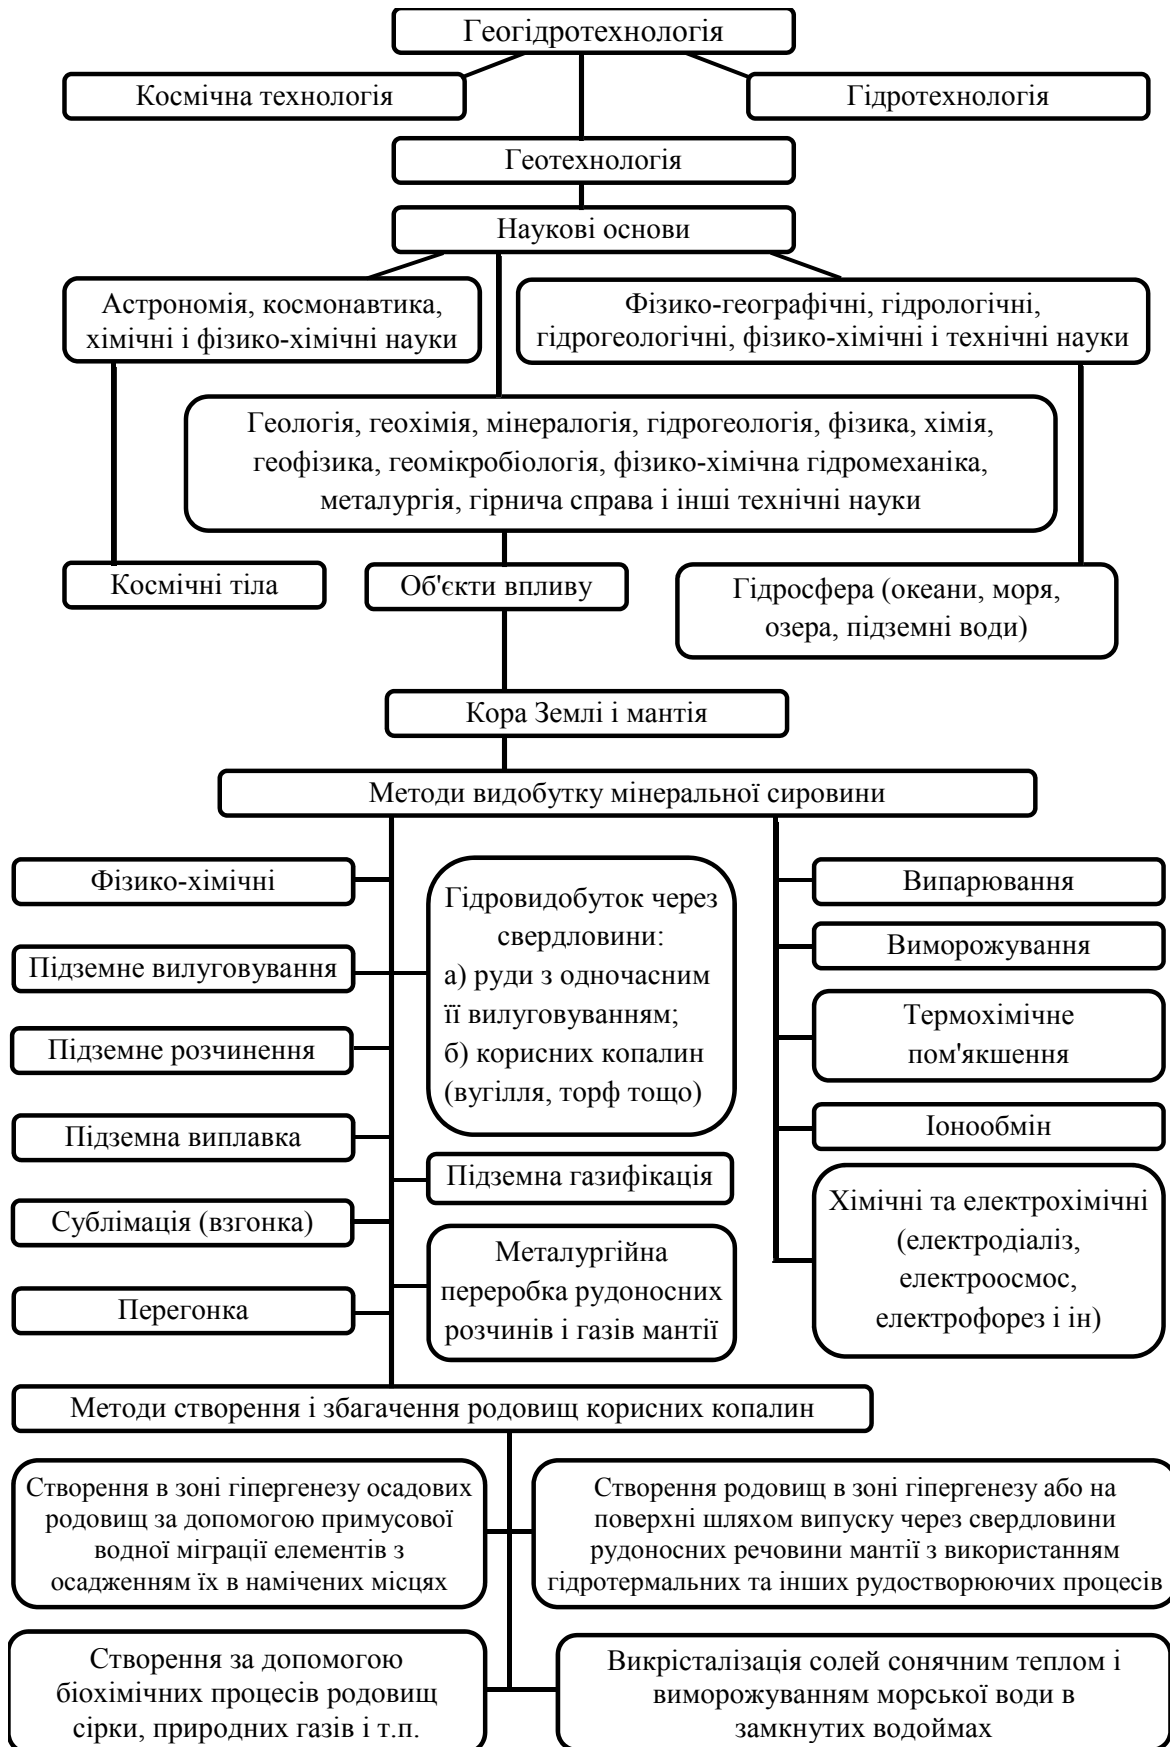 Геогідротехнологія
Космічна технологія
Гідротехнологія
Геотехнологія
Наукові основи
Астрономія, космонавтика,
хімічні і фізико-хімічні науки
Фізико-географічні, гідрологічні,
гідрогеологічні, фізико-хімічні і технічні науки
Геологія, геохімія, мінералогія, гідрогеологія, фізика, хімія,
геофізика, геомікробіологія, фізико-хімічна гідромеханіка,
металургія, гірнича справа і інші технічні науки
Космічні тіла
Об'єкти впливу
Гідросфера (океани, моря,
озера, підземні води)
Кора Землі і мантія
Методи видобутку мінеральної сировини
Фізико-хімічні
Підземне вилуговування
Підземне розчинення
Підземна виплавка
Сублімація (взгонка)
Перегонка
Гідровидобуток через
свердловини:
а) руди з одночасним
її вилуговуванням;
б) корисних копалин
(вугілля, торф тощо)
Підземна газифікація
Металургійна
переробка рудоносних
розчинів і газів мантії
Випарювання
Виморожування
Термохімічне
пом'якшення
Іонообмін
Хімічні та електрохімічні
(електродіаліз,
електроосмос,
електрофорез і ін)
Методи створення і збагачення родовищ корисних копалин
Створення в зоні гіпергенезу осадових
родовищ за допомогою примусової
водної міграції елементів з
осадженням їх в намічених місцях
Створення родовищ в зоні гіпергенезу або на
поверхні шляхом випуску через свердловини
рудоносних речовини мантії з використанням
гідротермальних та інших рудостворюючих процесів
Створення за допомогою
біохімічних процесів родовищ
сірки, природних газів і т.п.
Викрісталізація солей сонячним теплом і
виморожуванням морської води в
замкнутих водоймах